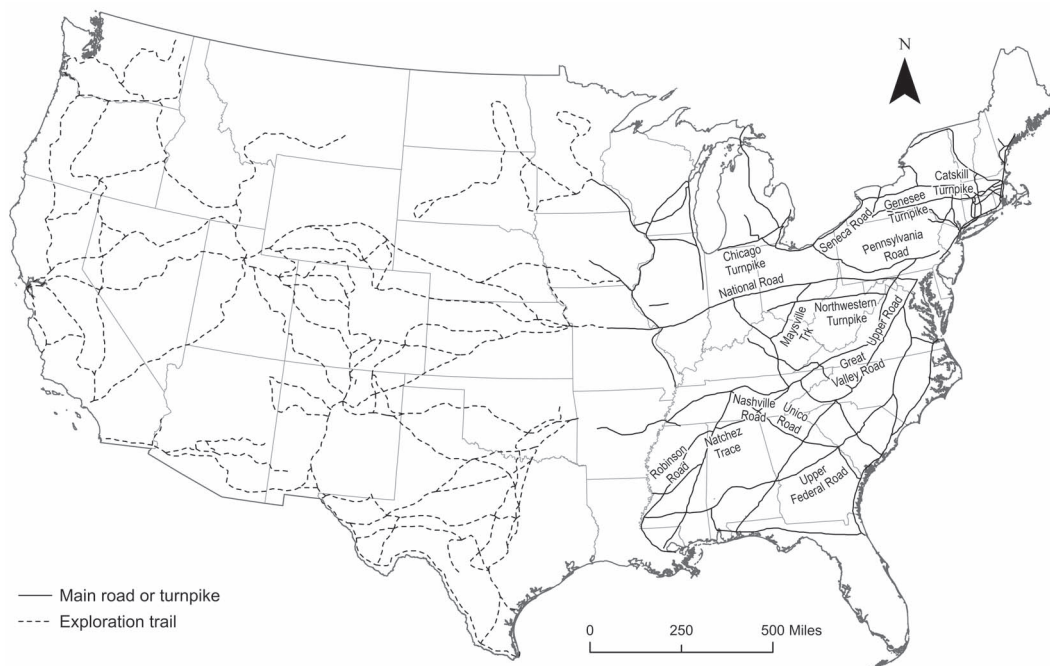 N
Catskill
Turnpike
Genesee
Turnpike
Seneca Road
Pennsylvania
Road
Chicago
Turnpike
National Road
Northwestern
Turnpike
Maysville
Trk
Upper Road
Great
Valley Road
Nashville
Road
Unico
Road
Natchez
Trace
Robinson
Road
Upper
Federal Road
Main road or turnpike
Exploration trail
0 250 500 Miles